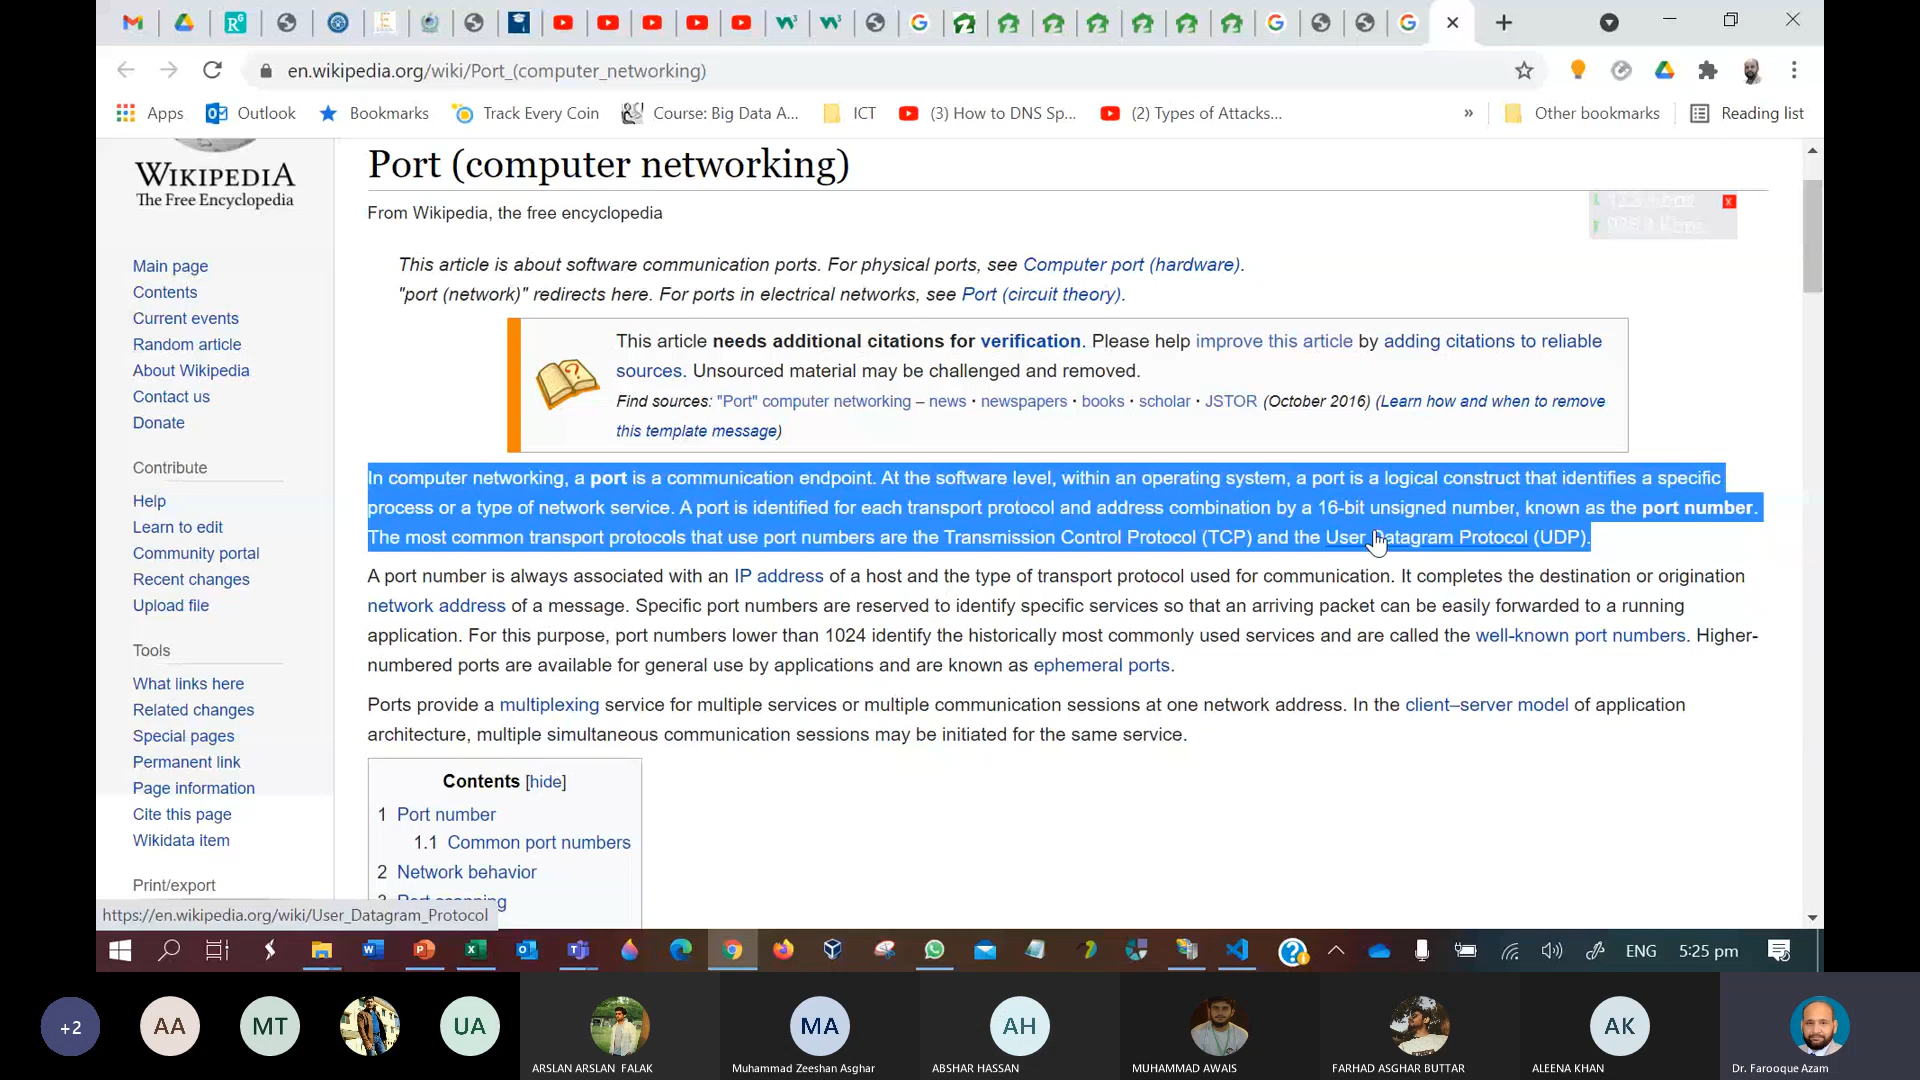 en.wikipedia.org/wiki/Port_(computer_networking)
Apps
Outlook
Bookmarks
Track Every Coin
Course: Big Data A...
ICT
(3) How to DNS Sp...
(2) Types of Attacks...
»
Other bookmarks
Reading list
WIKIPEDIA
The Free Encyclopedia
Main page
Contents
Current events
Random article
About Wikipedia
Contact us
Donate
Contribute
Help
Learn to edit
Community portal
Recent changes
Upload file
Tools
What links here
Related changes
Special pages
Permanent link
Page information
Cite this page
Wikidata item
Print/export
Port (computer networking)
From Wikipedia, the free encyclopedia
This article is about software communication ports. For physical ports, see Computer port (hardware).
"port (network)" redirects here. For ports in electrical networks, see Port (circuit theory).
This article needs additional citations for verification. Please help improve this article by adding citations to reliable
sources. Unsourced material may be challenged and removed.
Find sources: "Port" computer networking – news · newspapers · books · scholar · JSTOR (October 2016) (Learn how and when to remove
this template message)
In computer networking, a port is a communication endpoint. At the software level, within an operating system, a port is a logical construct that identifies a specific
process or a type of network service. A port is identified for each transport protocol and address combination by a 16-bit unsigned number, known as the port number.
The most common transport protocols that use port numbers are the Transmission Control Protocol (TCP) and the User Datagram Protocol (UDP).
A port number is always associated with an IP address of a host and the type of transport protocol used for communication. It completes the destination or origination
network address of a message. Specific port numbers are reserved to identify specific services so that an arriving packet can be easily forwarded to a running
application. For this purpose, port numbers lower than 1024 identify the historically most commonly used services and are called the well-known port numbers. Higher-
numbered ports are available for general use by applications and are known as ephemeral ports.
Ports provide a multiplexing service for multiple services or multiple communication sessions at one network address. In the client–server model of application
architecture, multiple simultaneous communication sessions may be initiated for the same service.
Contents [hide]
1 Port number
1.1 Common port numbers
2 Network behavior
3 Port scanning
https://en.wikipedia.org/wiki/User_Datagram_Protocol
ENG
5:25 pm
+2
AA
MT
UA
MA
AH
AK
ARSLAN ARSLAN FALAK
Muhammad Zeeshan Asghar
ABSHAR HASSAN
MUHAMMAD AWAIS
FARHAD ASGHAR BUTTAR
ALEENA KHAN
Dr. Farooque Azam